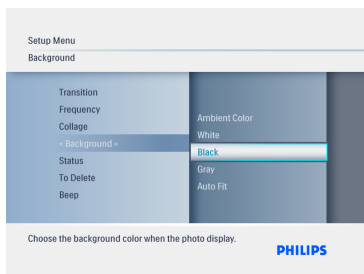 Setup Menu
Background
Transition
Frequency
Collage
« Background »
Status
To Delete
Beep
Ambient Color
White
Black
Gray
Auto Fit
Choose the background color when the photo display.
PHILIPS